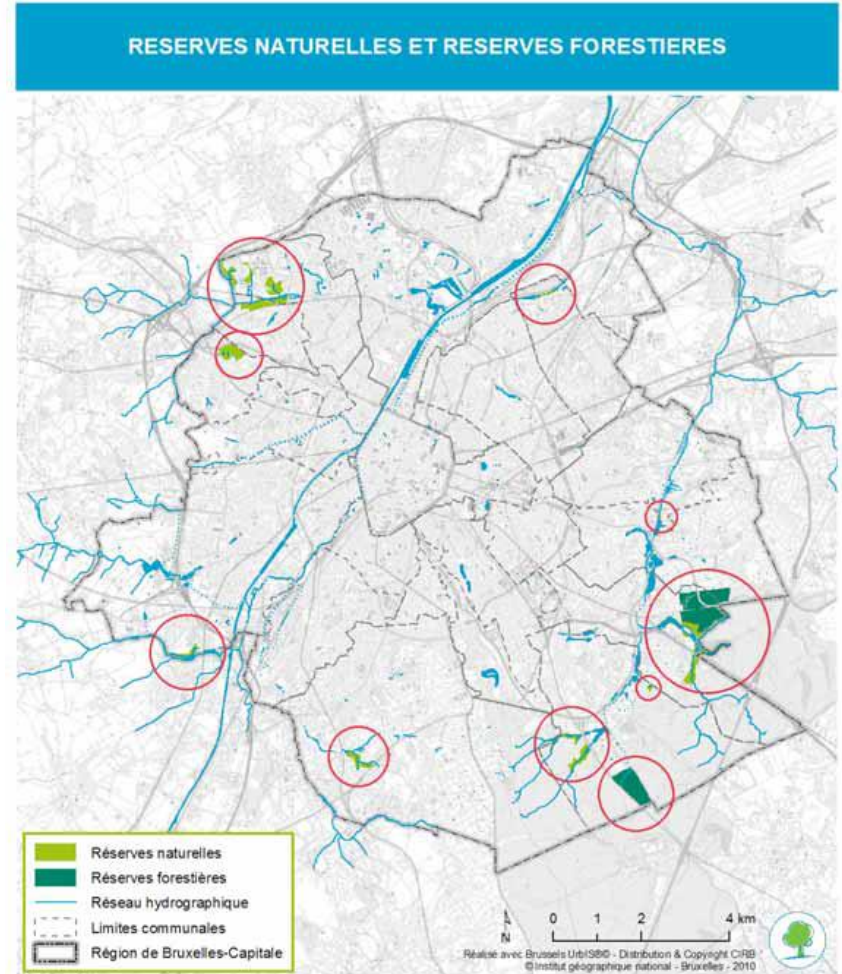 RESERVES NATURELLES ET RESERVES FORESTIERES
Réserves naturelles
Réserves forestières
Réseau hydrographique
Limites communales
Région de Bruxelles-Capitale
N
0 1 2 4 km
Réalisé avec Brussels UrbIS®© - Distribution & Copyright CIRB
©Institut géographique national - Bruxelles - 2010